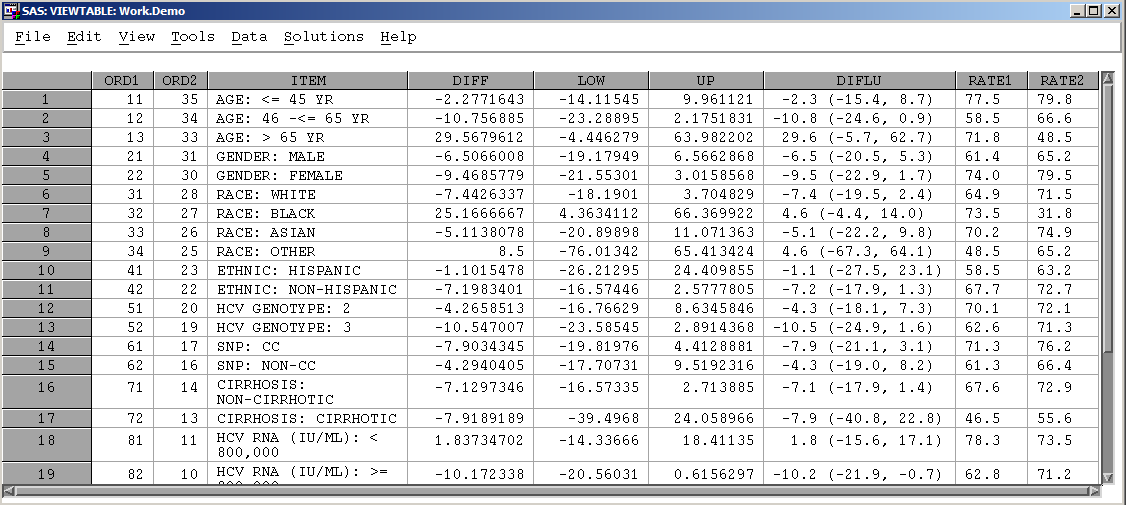 SAS: VIEWTABLE: Work.Demo
File Edit View Tools Data Solutions Help
ORD1 ORD2 ITEM DIFF LOW UP DIFLU RATE1 RATE2
1 11 35 AGE: <= 45 YR -2.2771643 -14.11545 9.961121 -2.3 (-15.4, 8.7) 77.5 79.8
2 12 34 AGE: 46 -<= 65 YR -10.756885 -23.28895 2.1751831 -10.8 (-24.6, 0.9) 58.5 66.6
3 13 33 AGE: > 65 YR 29.5679612 -4.446279 63.982202 29.6 (-5.7, 62.7) 71.8 48.5
4 21 31 GENDER: MALE -6.5066008 -19.17949 6.5662868 -6.5 (-20.5, 5.3) 61.4 65.2
5 22 30 GENDER: FEMALE -9.4685779 -21.55301 3.0158568 -9.5 (-22.9, 1.7) 74.0 79.5
6 31 28 RACE: WHITE -7.4426337 -18.1901 3.704829 -7.4 (-19.5, 2.4) 64.9 71.5
7 32 27 RACE: BLACK 25.1666667 4.3634112 66.369922 4.6 (-4.4, 14.0) 73.5 31.8
8 33 26 RACE: ASIAN -5.1138078 -20.89898 11.071363 -5.1 (-22.2, 9.8) 70.2 74.9
9 34 25 RACE: OTHER 8.5 -76.01342 65.413424 4.6 (-67.3, 64.1) 48.5 65.2
10 41 23 ETHNIC: HISPANIC -1.1015478 -26.21295 24.409855 -1.1 (-27.5, 23.1) 58.5 63.2
11 42 22 ETHNIC: NON-HISPANIC -7.1983401 -16.57446 2.5777805 -7.2 (-17.9, 1.3) 67.7 72.7
12 51 20 HCV GENOTYPE: 2 -4.2658513 -16.76629 8.6345846 -4.3 (-18.1, 7.3) 70.1 72.1
13 52 19 HCV GENOTYPE: 3 -10.547007 -23.58545 2.8914368 -10.5 (-24.9, 1.6) 62.6 71.3
14 61 17 SNP: CC -7.9034345 -19.81976 4.4128881 -7.9 (-21.1, 3.1) 71.3 76.2
15 62 16 SNP: NON-CC -4.2940405 -17.70731 9.5192316 -4.3 (-19.0, 8.2) 61.3 66.4
16 71 14 CIRRHOSIS: -7.1297346 -16.57335 2.713885 -7.1 (-17.9, 1.4) 67.6 72.9
NON-CIRRHOTIC
17 72 13 CIRRHOSIS: CIRRHOTIC -7.9189189 -39.4968 24.058966 -7.9 (-40.8, 22.8) 46.5 55.6
18 81 11 HCV RNA (IU/ML): < 1.83734702 -14.33666 18.41135 1.8 (-15.6, 17.1) 78.3 73.5
800,000
19 82 10 HCV RNA (IU/ML): >= -10.172338 -20.56031 0.6156297 -10.2 (-21.9, -0.7) 62.8 71.2